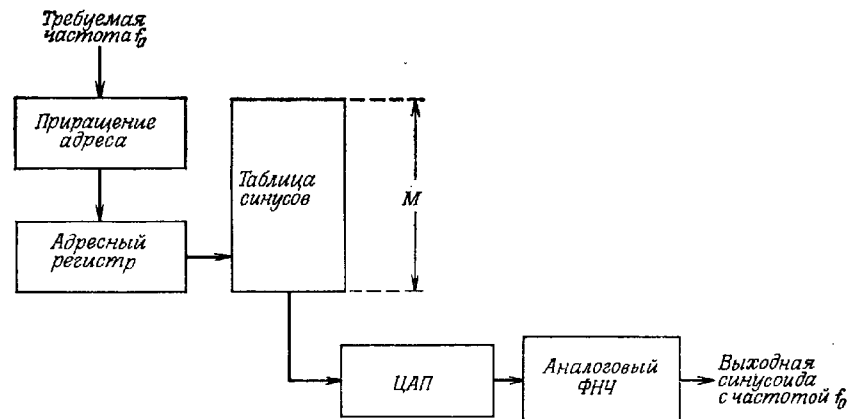 Требуемая
частота f₀
Приращение
адреса
Таблица
синусов
M
Адресный
регистр
ЦАП
Аналоговый
ФНЧ
Выходная
синусоида
с частотой f₀